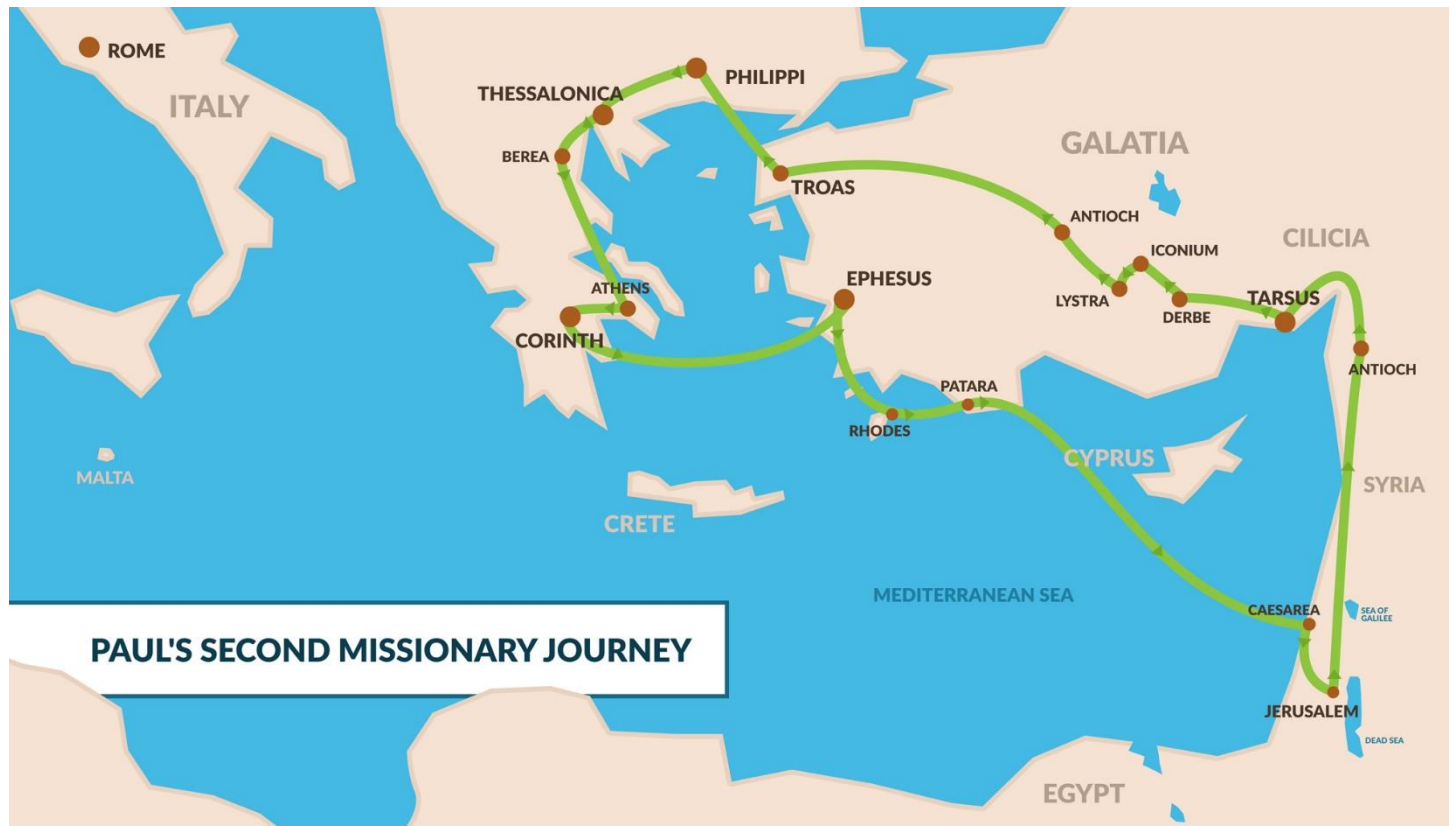 ROME
ITALY
PHILIPPI
THESSALONICA
BEREA
TROAS
GALATIA
ANTIOCH
ICONIUM
CILICIA
LYSTRA
DERBE
TARSUS
EPHESUS
ATHENS
CORINTH
ANTIOCH
PATARA
RHODES
CYPRUS
MALTA
CRETE
SYRIA
MEDITERRANEAN SEA
CAESAREA
SEA OF
GALILEE
PAUL'S SECOND MISSIONARY JOURNEY
JERUSALEM
DEAD SEA
EGYPT